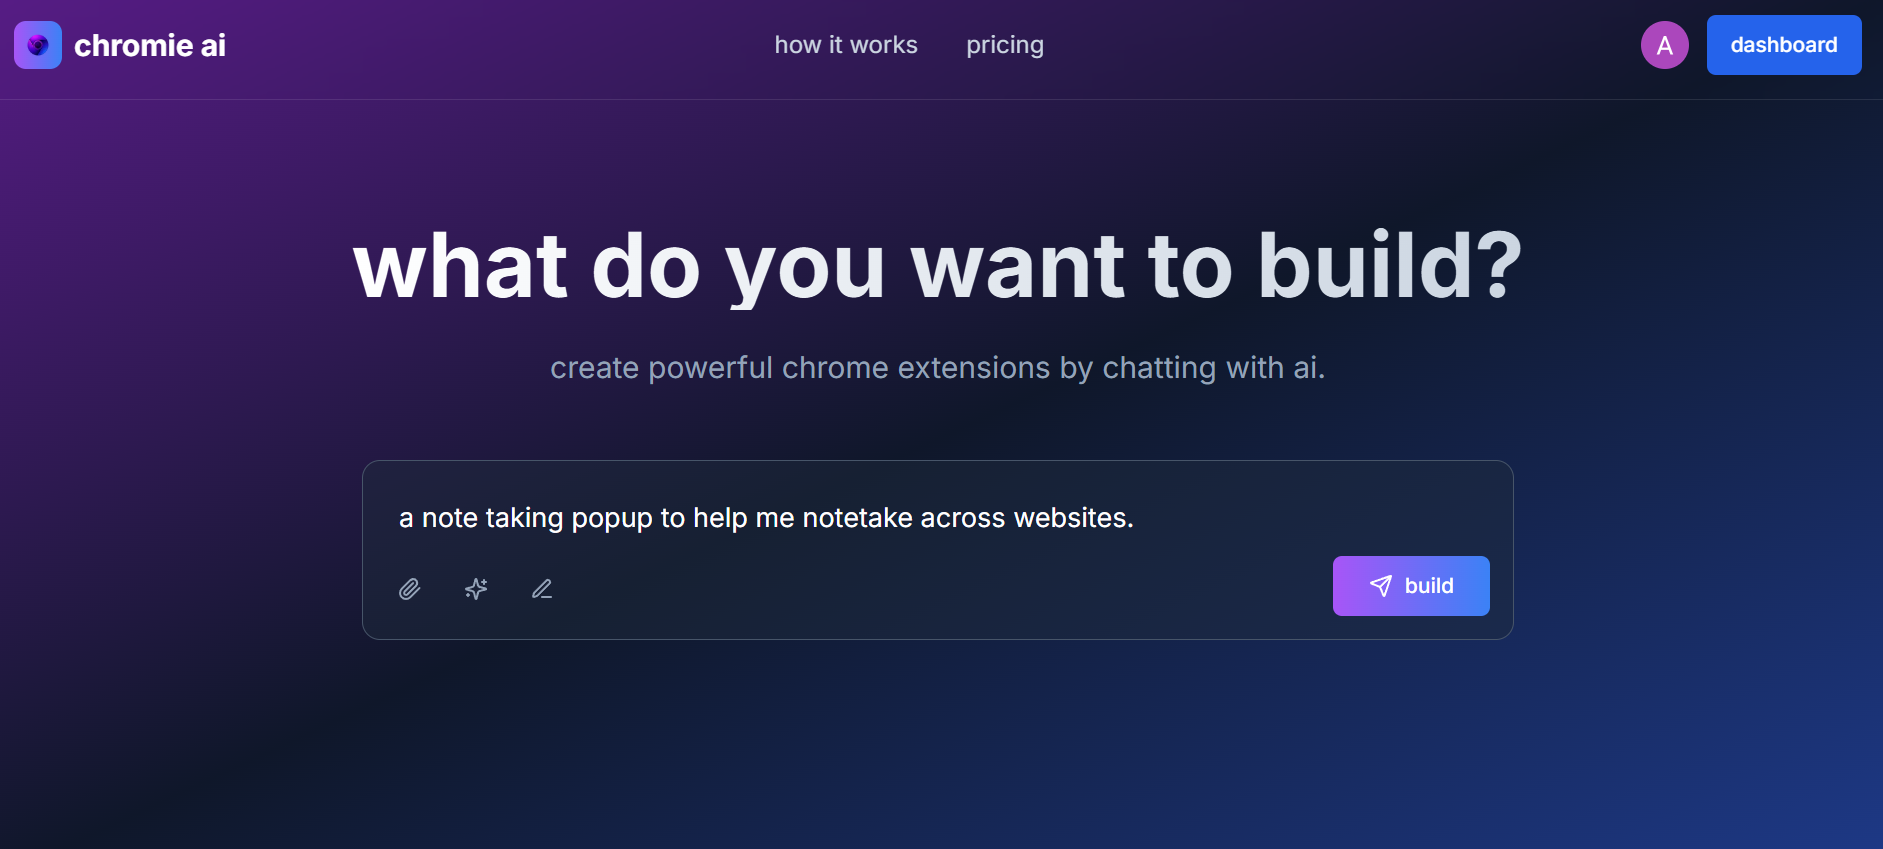 chromie ai
how it works
pricing
A
dashboard
what do you want to build?
create powerful chrome extensions by chatting with ai.
a note taking popup to help me notetake across websites.
build